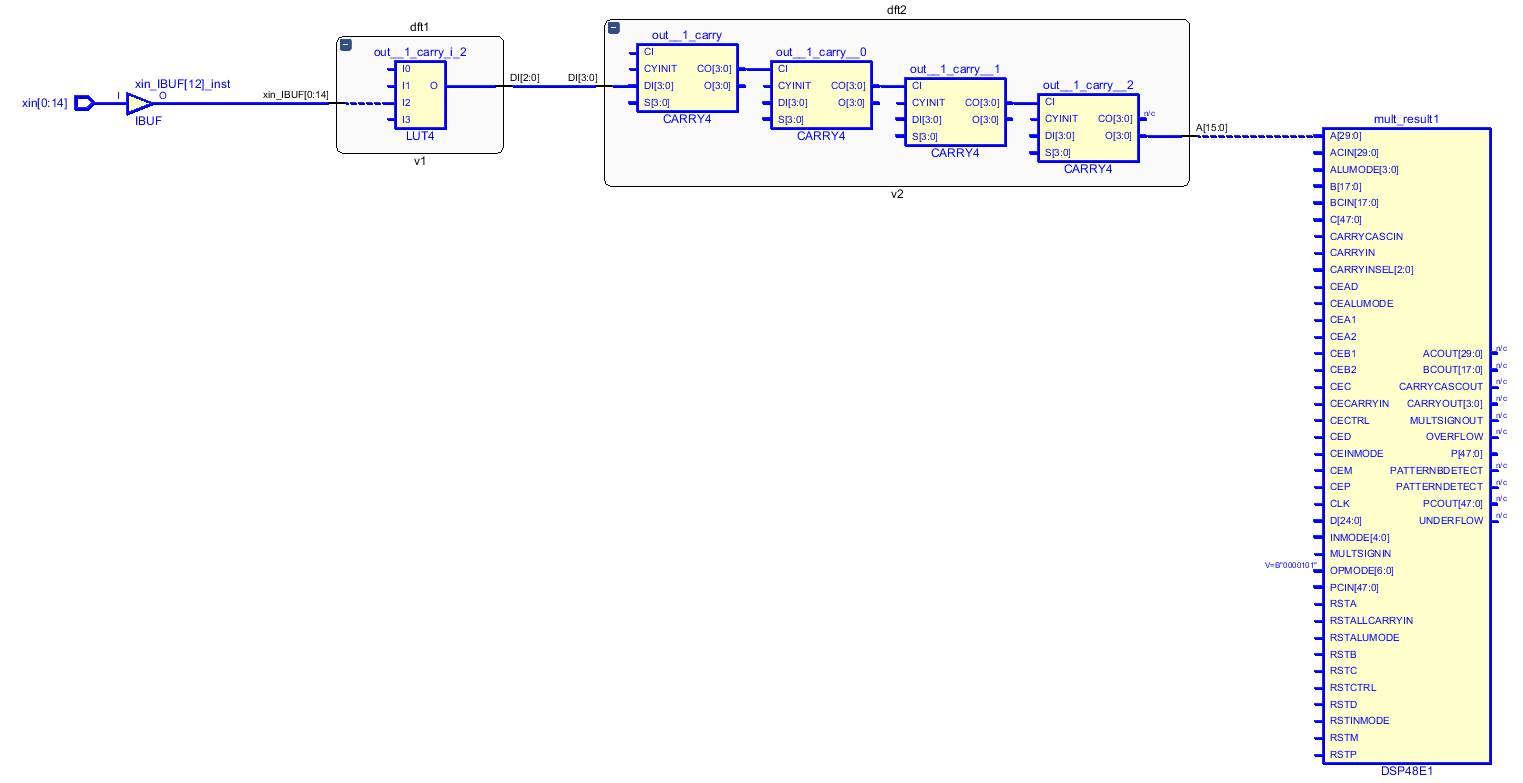 xin[0:14]
xin_IBUF[12]_inst
I
O
IBUF
xin_IBUF[0:14]
dft1
out__1_carry_i_2
I0
I1
I2
I3
O
LUT4
v1
DI[2:0]
DI[3:0]
dft2
out__1_carry
CI
CYINIT
DI[3:0]
S[3:0]
CO[3:0]
O[3:0]
CARRY4
out__1_carry__0
CI
CYINIT
DI[3:0]
S[3:0]
CO[3:0]
O[3:0]
CARRY4
out__1_carry__1
CI
CYINIT
DI[3:0]
S[3:0]
CO[3:0]
O[3:0]
CARRY4
out__1_carry__2
CI
CYINIT
DI[3:0]
S[3:0]
CO[3:0]
O[3:0]
n/c
CARRY4
v2
A[15:0]
mult_result1
A[29:0]
ACIN[29:0]
ALUMODE[3:0]
B[17:0]
BCIN[17:0]
C[47:0]
CARRYCASCIN
CARRYIN
CARRYINSEL[2:0]
CEAD
CEALUMODE
CEA1
CEA2
CEB1 ACOUT[29:0] n/c
CEB2 BCOUT[17:0] n/c
CEC CARRYCASCOUT n/c
CECARRYIN CARRYOUT[3:0] n/c
CECTRL MULTSIGNOUT n/c
CED OVERFLOW n/c
CEINMODE P[47:0]
CEM PATTERNBDETECT n/c
CEP PATTERNDETECT n/c
CLK PCOUT[47:0] n/c
D[24:0] UNDERFLOW n/c
INMODE[4:0]
MULTSIGNIN
V=B"0000101" OPMODE[6:0]
PCIN[47:0]
RSTA
RSTALLCARRYIN
RSTALUMODE
RSTB
RSTC
RSTCTRL
RSTD
RSTINMODE
RSTM
RSTP
DSP48E1